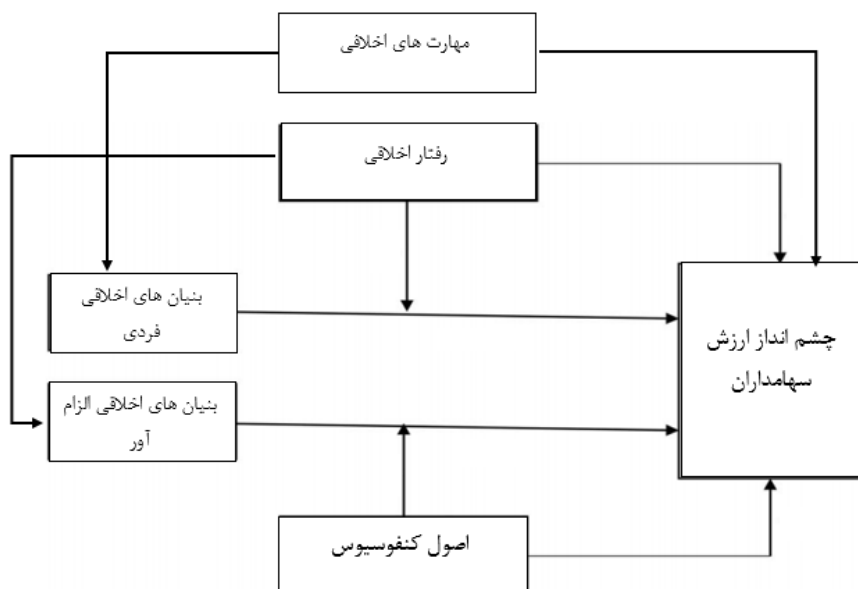 مهارت های اخلاقی
رفتار اخلاقی
بنیان های اخلاقی
فردی
چشم انداز ارزش
سهامداران
بنیان های اخلاقی الزام
آور
اصول کنفوسیوس